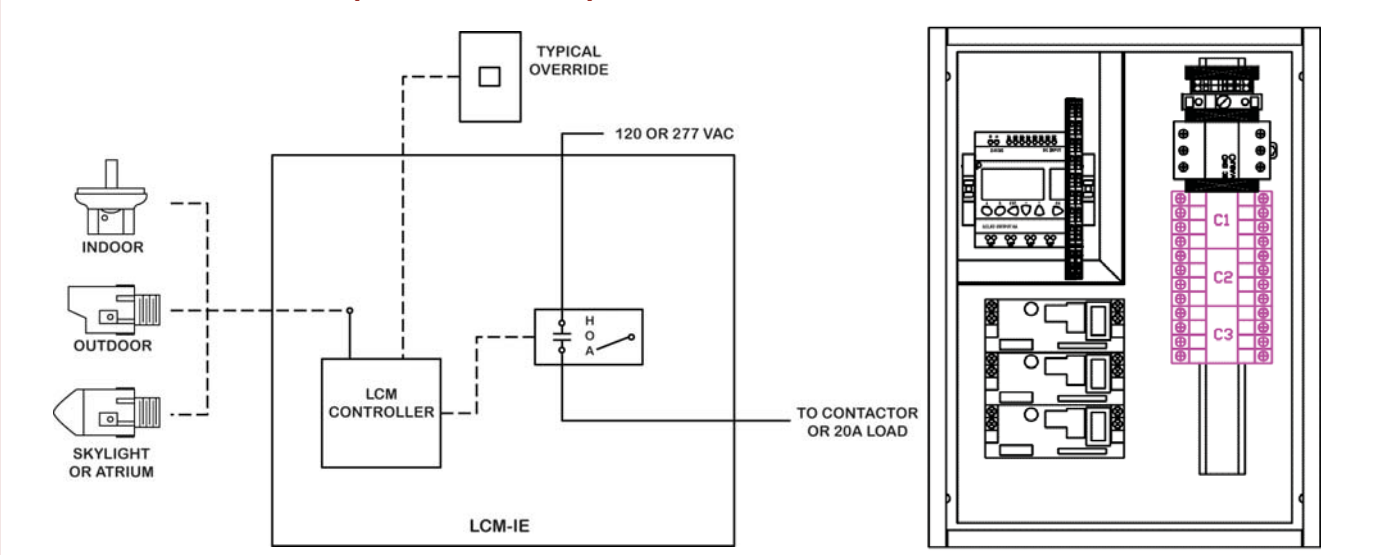 TYPICAL
OVERRIDE
120 OR 277 VAC
INDOOR
OUTDOOR
SKYLIGHT
OR ATRIUM
LCM
CONTROLLER
H
O
A
TO CONTACTOR
OR 20A LOAD
LCM-IE
C1
C2
C3